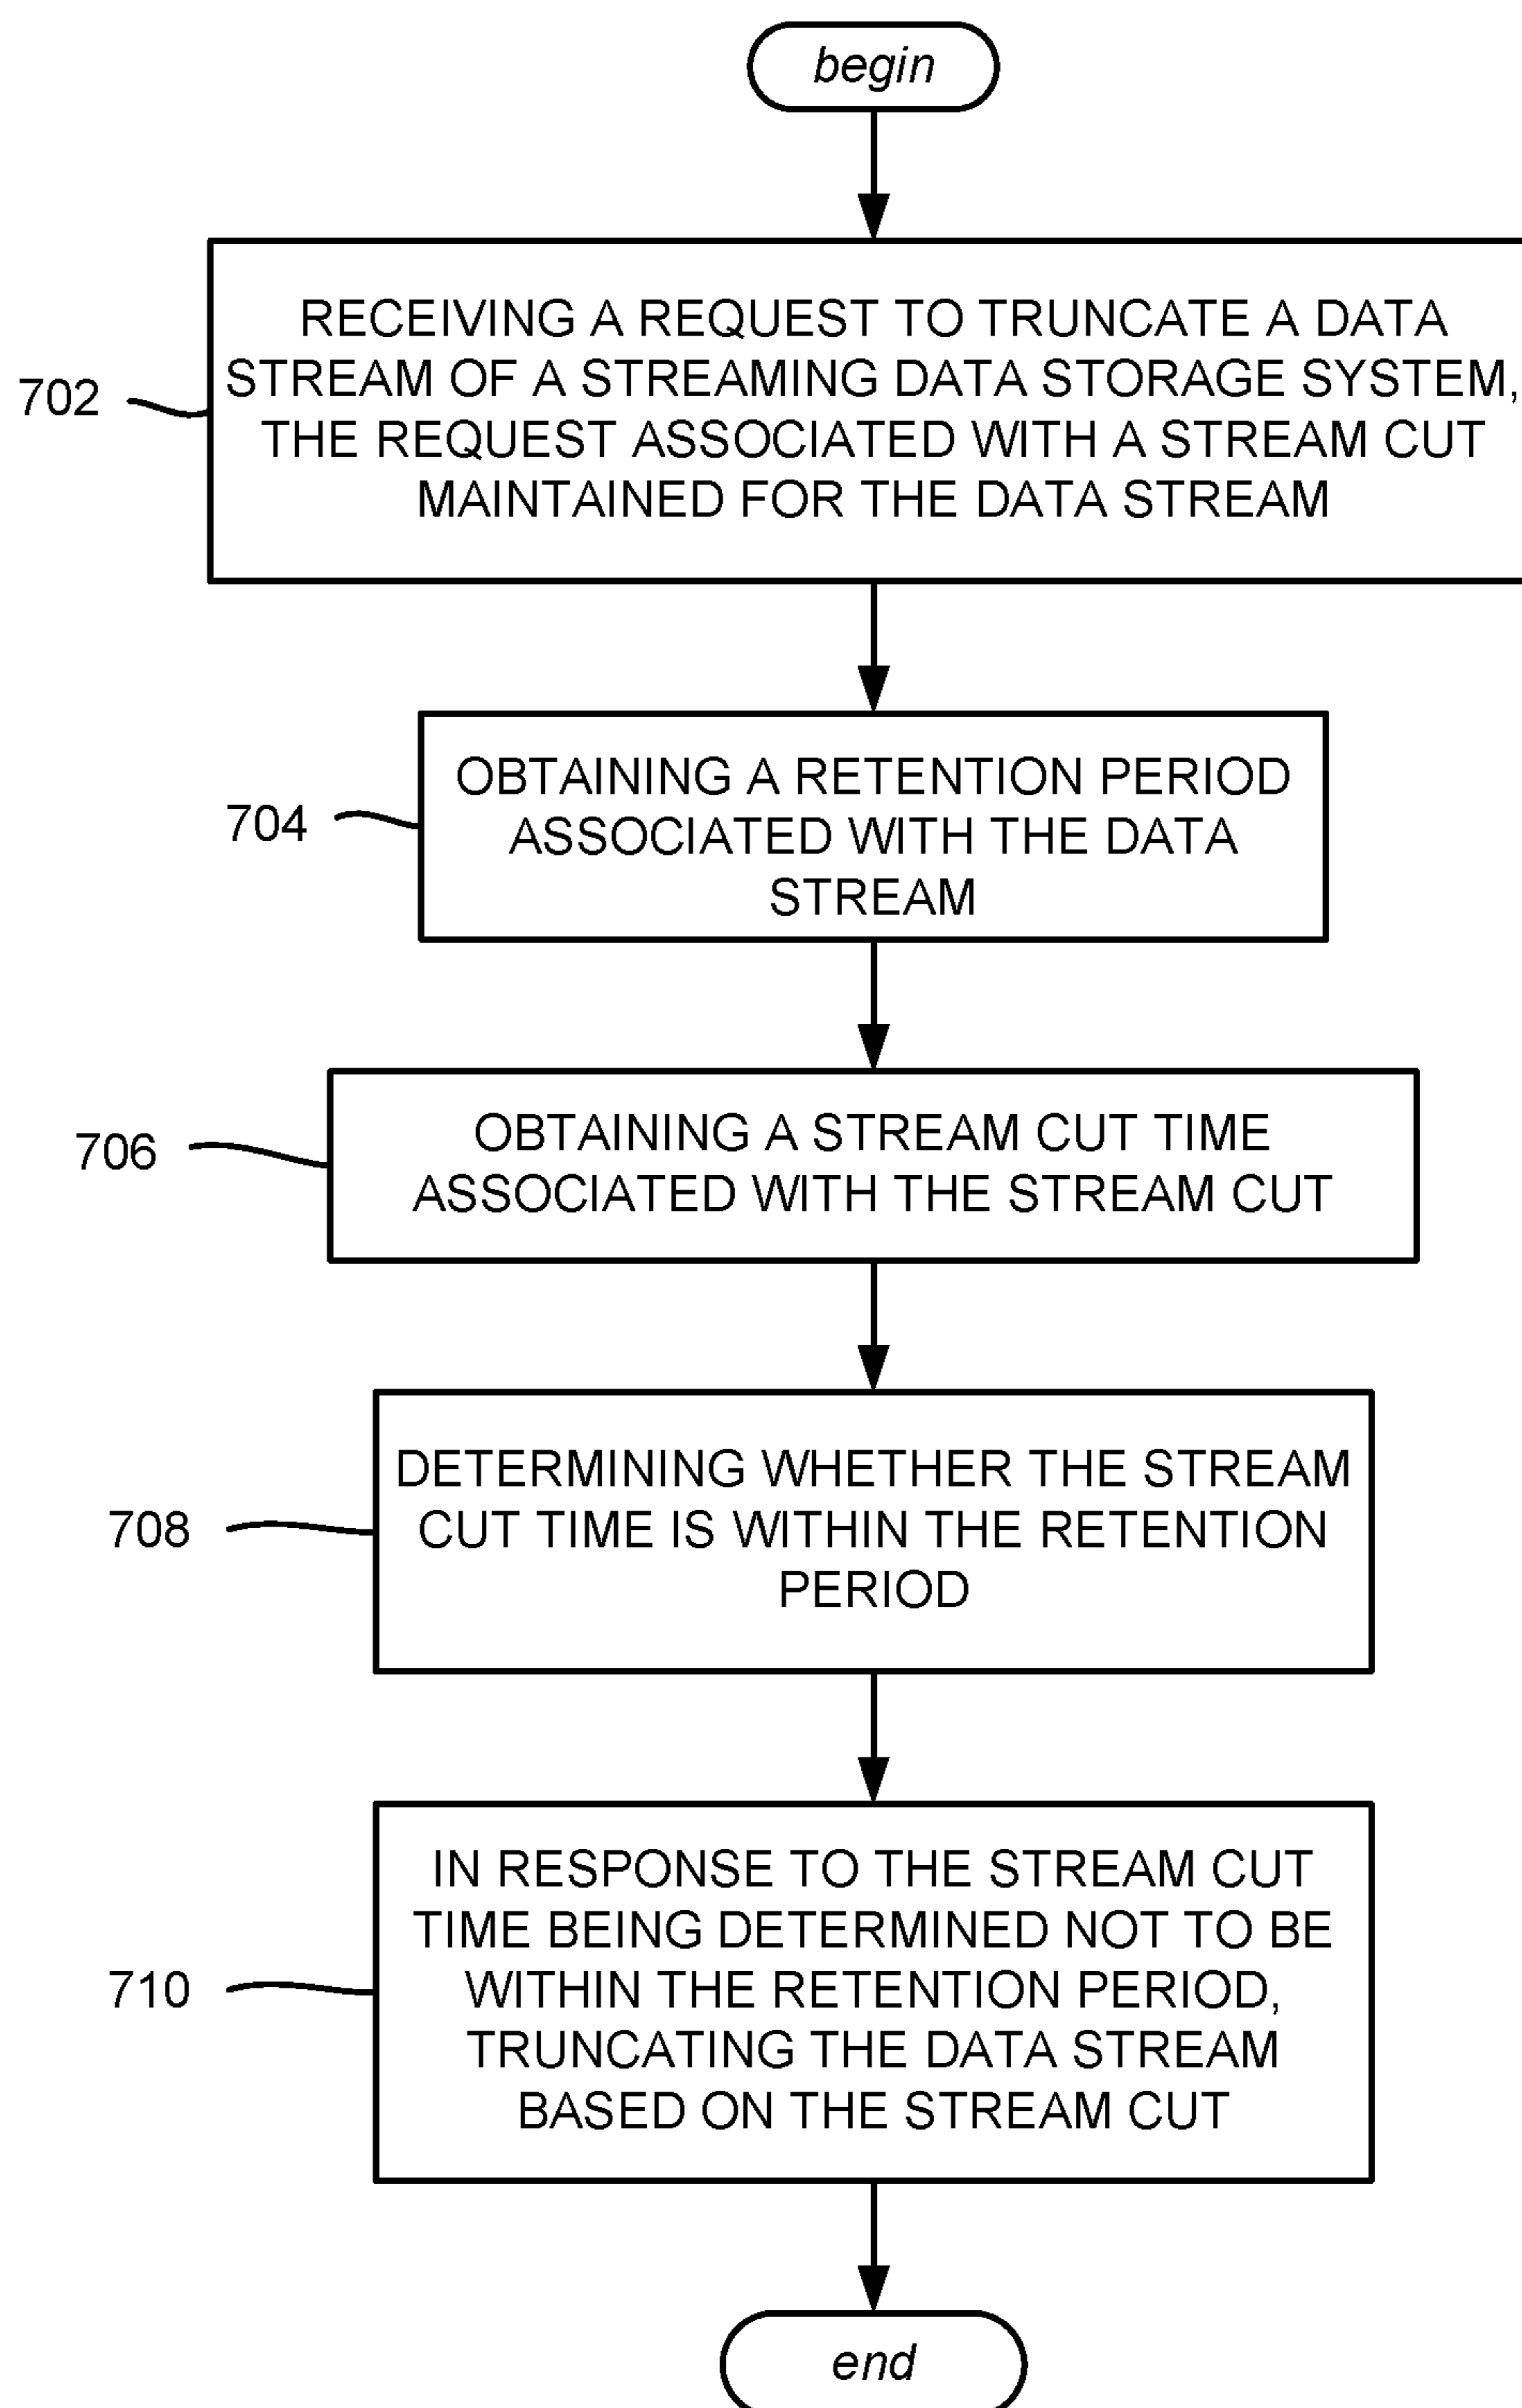 begin
RECEIVING A REQUEST TO TRUNCATE A DATA
STREAM OF A STREAMING DATA STORAGE SYSTEM,
THE REQUEST ASSOCIATED WITH A STREAM CUT
MAINTAINED FOR THE DATA STREAM
702
OBTAINING A RETENTION PERIOD
ASSOCIATED WITH THE DATA
STREAM
704
OBTAINING A STREAM CUT TIME
ASSOCIATED WITH THE STREAM CUT
706
DETERMINING WHETHER THE STREAM
CUT TIME IS WITHIN THE RETENTION
PERIOD
708
IN RESPONSE TO THE STREAM CUT
TIME BEING DETERMINED NOT TO BE
WITHIN THE RETENTION PERIOD,
TRUNCATING THE DATA STREAM
BASED ON THE STREAM CUT
710
end